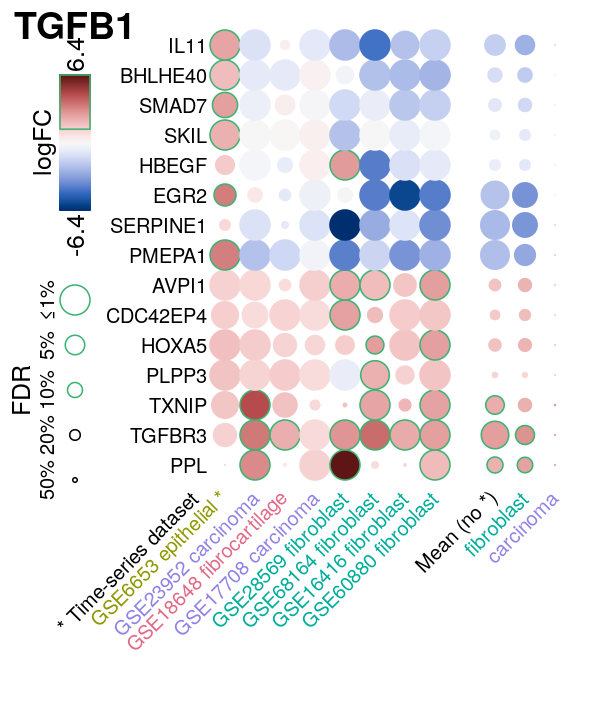 TGFB1
6.4
logFC
-6.4
FDR
≤1%
5%
10%
20%
50%
IL11
BHLHE40
SMAD7
SKIL
HBEGF
EGR2
SERPINE1
PMEPA1
AVPI1
CDC42EP4
HOXA5
PLPP3
TXNIP
TGFBR3
PPL
* Time-series dataset
GSE6653 epithelial *
GSE23952 carcinoma
GSE18648 fibrocartilage
GSE17708 carcinoma
GSE28569 fibroblast
GSE68164 fibroblast
GSE16416 fibroblast
GSE60880 fibroblast
Mean (no *)
fibroblast
carcinoma